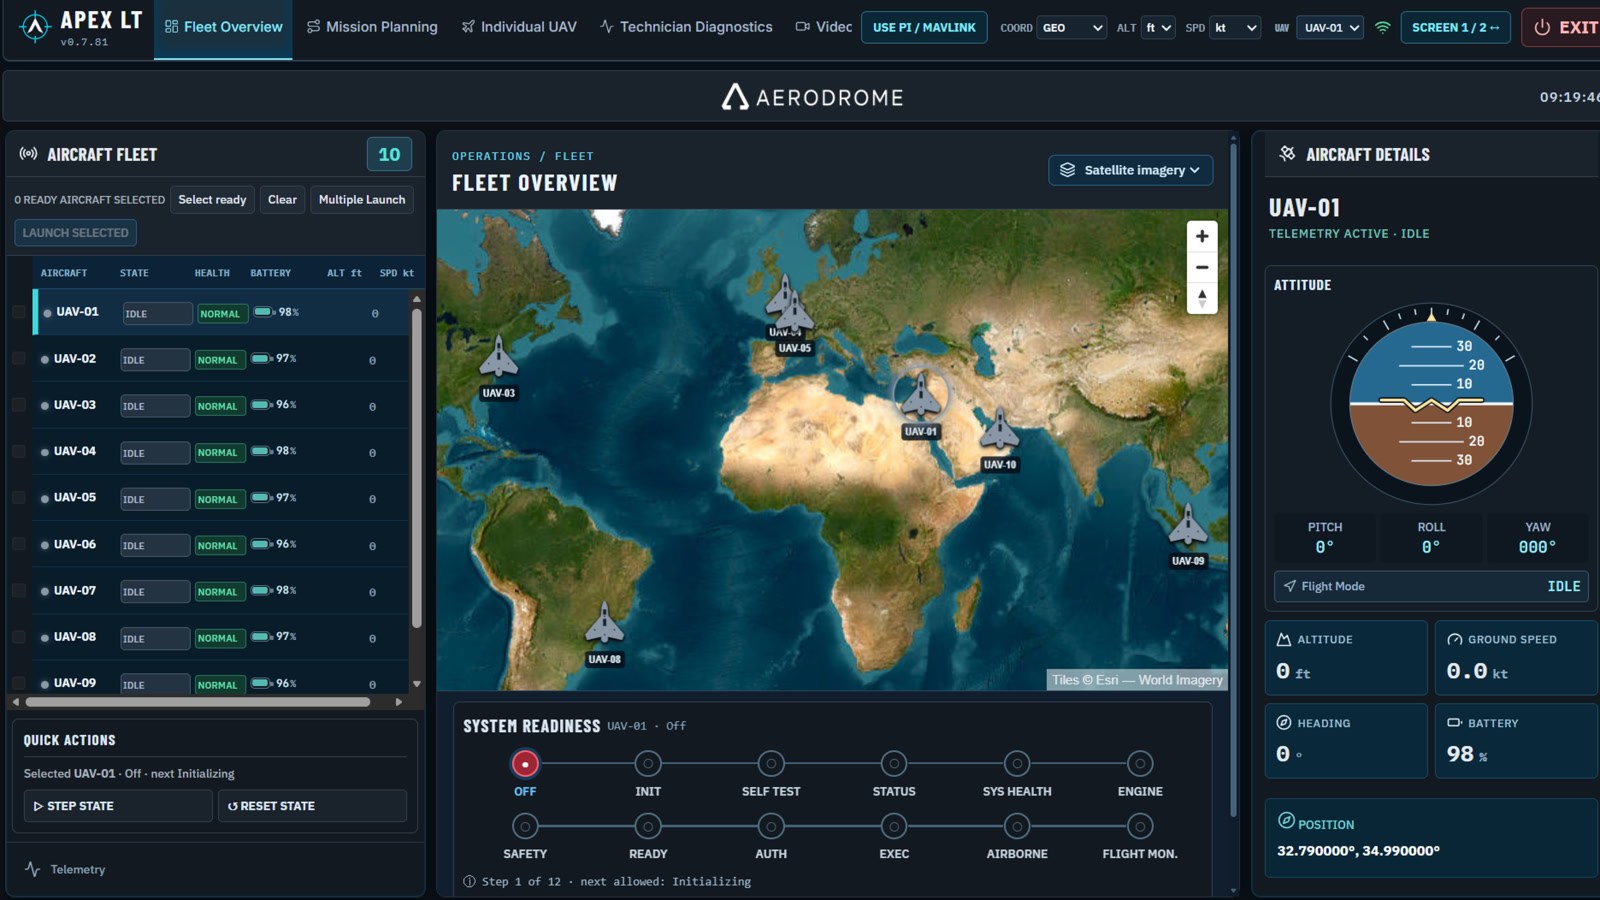 APEX LT
v0.7.81
Fleet Overview
Mission Planning
Individual UAV
Technician Diagnostics
Videc
USE PI / MAVLINK
COORD GEO
ALT ft
SPD kt
UAV UAV-01
SCREEN 1 / 2 ↔
EXIT
AERODROME
09:19:46
AIRCRAFT FLEET
10
0 READY AIRCRAFT SELECTED
Select ready
Clear
Multiple Launch
LAUNCH SELECTED
AIRCRAFT STATE HEALTH BATTERY ALT ft SPD kt
UAV-01 IDLE NORMAL 98% 0
UAV-02 IDLE NORMAL 97% 0
UAV-03 IDLE NORMAL 96% 0
UAV-04 IDLE NORMAL 98% 0
UAV-05 IDLE NORMAL 97% 0
UAV-06 IDLE NORMAL 96% 0
UAV-07 IDLE NORMAL 98% 0
UAV-08 IDLE NORMAL 97% 0
UAV-09 IDLE NORMAL 96% 0
QUICK ACTIONS
Selected UAV-01 · Off · next Initializing
▷ STEP STATE
↺ RESET STATE
Telemetry
OPERATIONS / FLEET
FLEET OVERVIEW
Satellite imagery
+
−
UAV-04
UAV-05
UAV-03
UAV-01
UAV-10
UAV-09
UAV-08
Tiles © Esri — World Imagery
SYSTEM READINESS UAV-01 · Off
OFF INIT SELF TEST STATUS SYS HEALTH ENGINE
SAFETY READY AUTH EXEC AIRBORNE FLIGHT MON.
Step 1 of 12 · next allowed: Initializing
AIRCRAFT DETAILS
UAV-01
TELEMETRY ACTIVE · IDLE
ATTITUDE
30
20
10
10
20
30
PITCH ROLL YAW
0° 0° 000°
Flight Mode IDLE
ALTITUDE
0 ft
GROUND SPEED
0.0 kt
HEADING
0 °
BATTERY
98 %
POSITION
32.790000°, 34.990000°